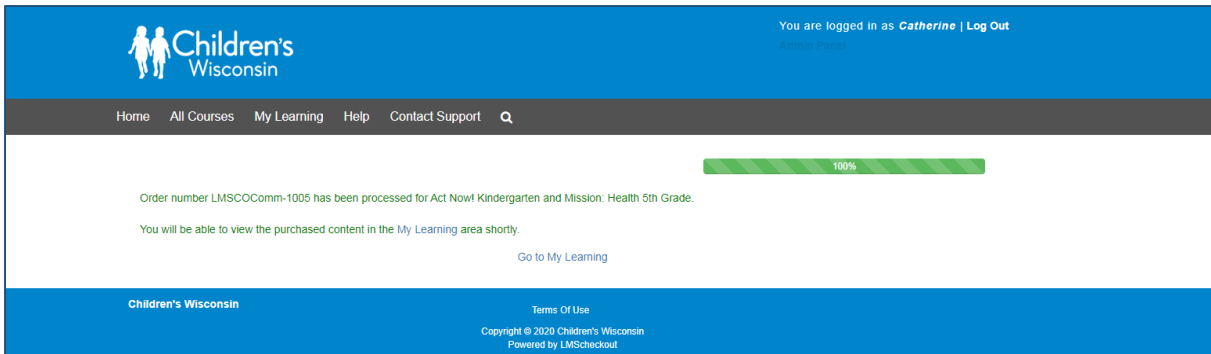 Children's
Wisconsin
You are logged in as Catherine | Log Out
Admin Panel
Home All Courses My Learning Help Contact Support
100%
Order number LMSCOComm-1005 has been processed for Act Now! Kindergarten and Mission: Health 5th Grade.
You will be able to view the purchased content in the My Learning area shortly.
Go to My Learning
Children's Wisconsin
Terms Of Use
Copyright © 2020 Children's Wisconsin
Powered by LMScheckout